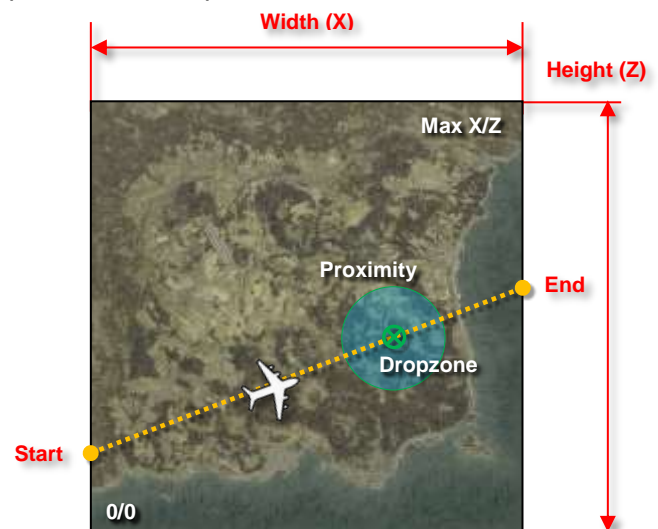 Width (X)
Height (Z)
Max X/Z
Proximity
End
Dropzone
Start
0/0